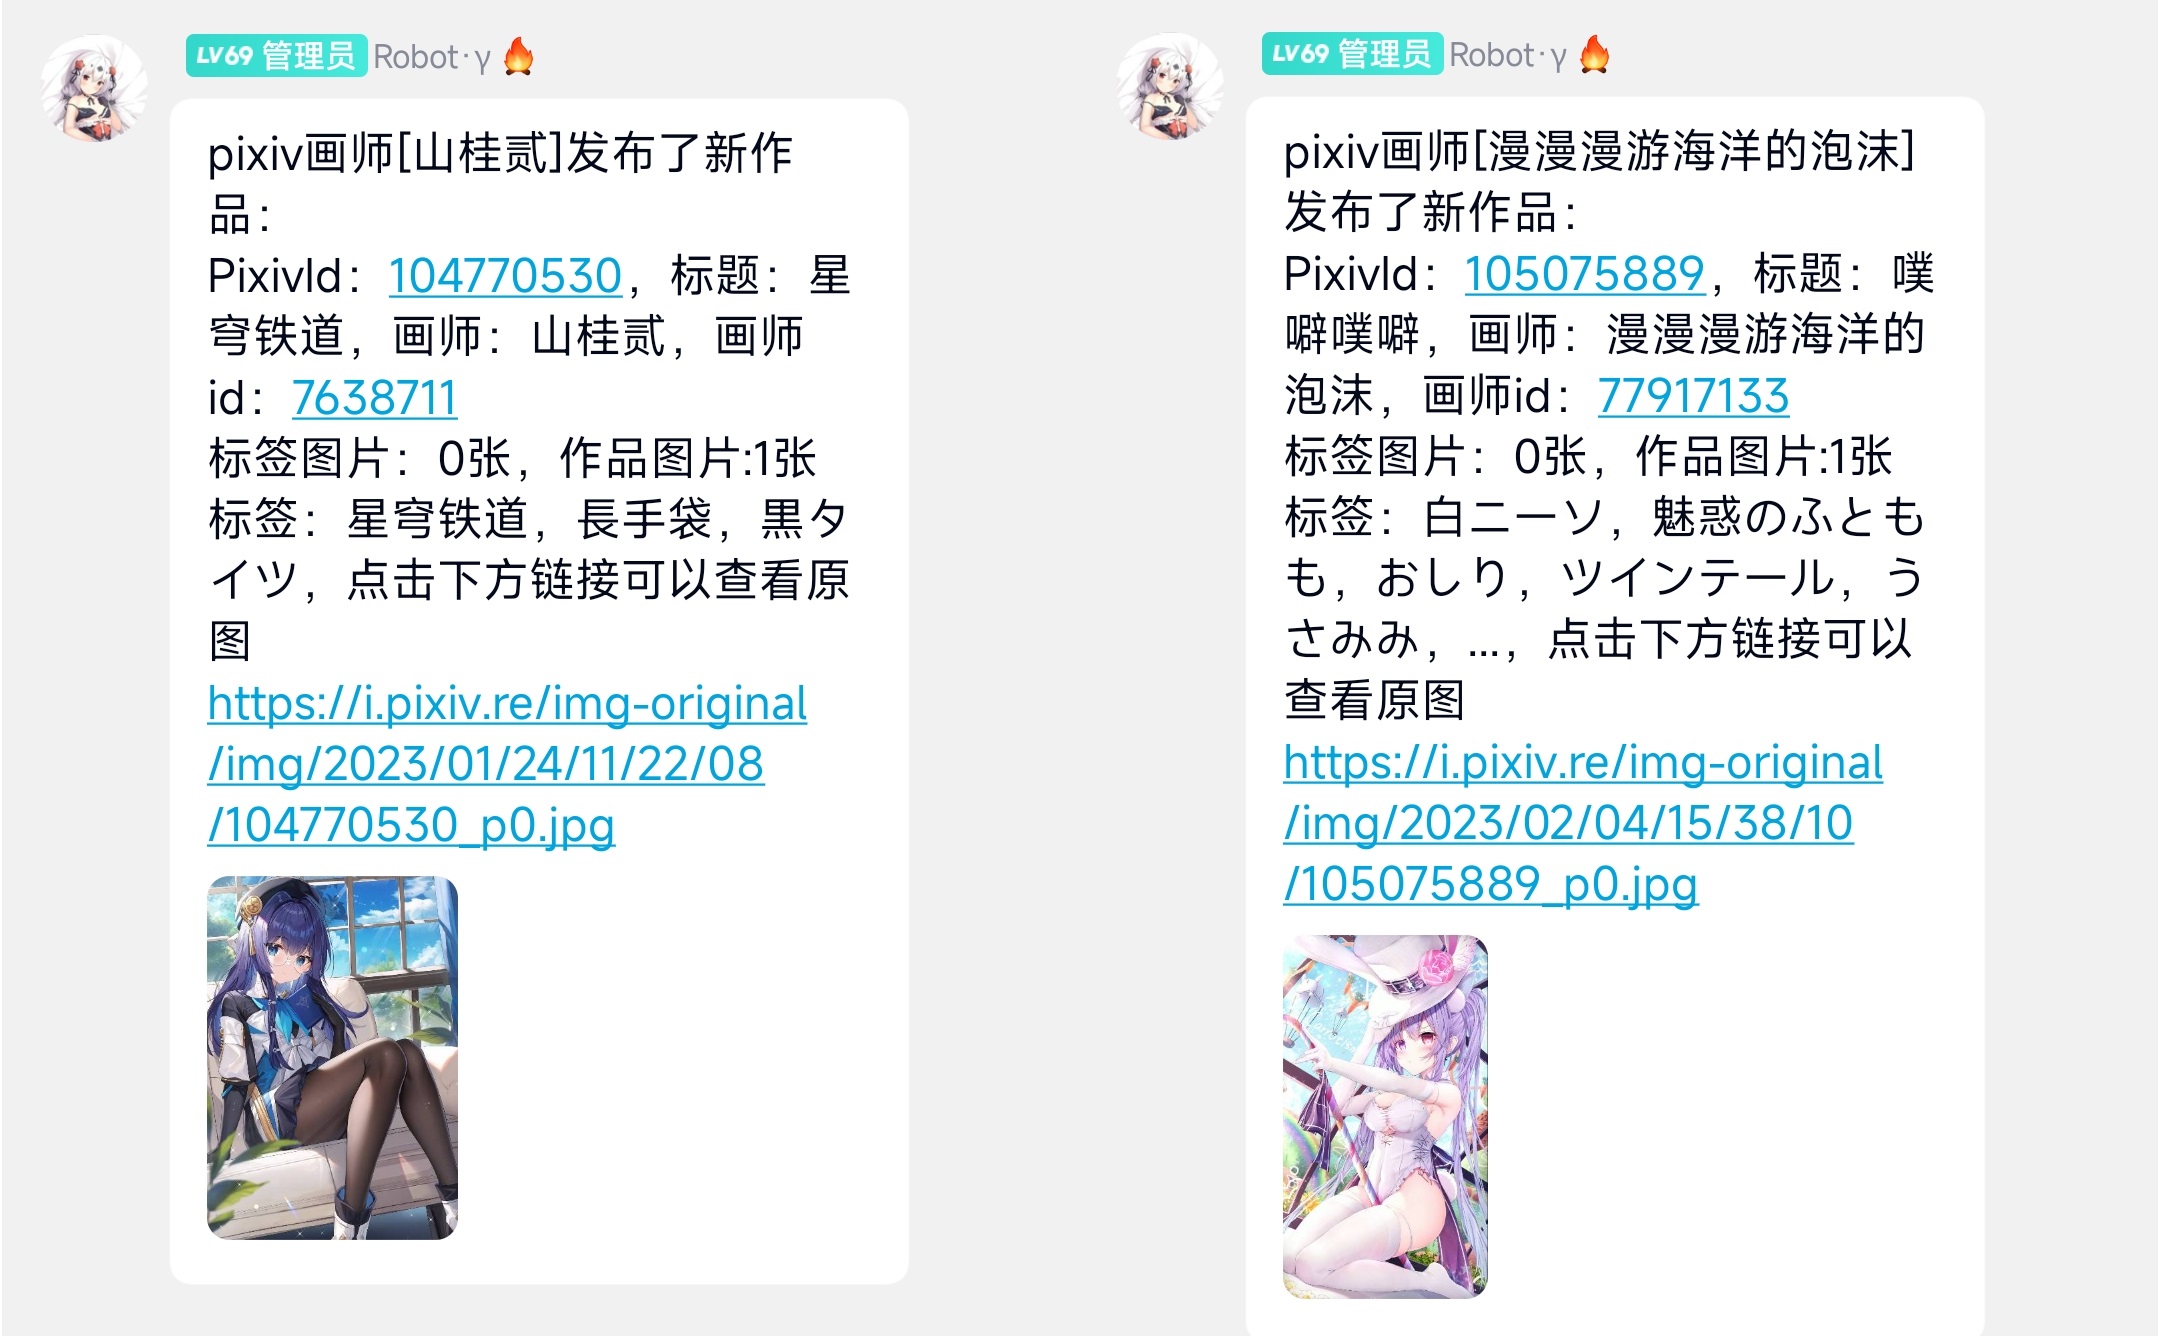 LV69 管理员 Robot·γ
pixiv画师[山桂贰]发布了新作
品：
PixivId：104770530，标题：星
穹铁道，画师：山桂贰，画师
id：7638711
标签图片：0张，作品图片:1张
标签：星穹铁道，長手袋，黒タ
イツ，点击下方链接可以查看原
图
https://i.pixiv.re/img-original
/img/2023/01/24/11/22/08
/104770530_p0.jpg
LV69 管理员 Robot·γ
pixiv画师[漫漫漫游海洋的泡沫]
发布了新作品：
PixivId：105075889，标题：噗
噼噗噼，画师：漫漫漫游海洋的
泡沫，画师id：77917133
标签图片：0张，作品图片:1张
标签：白ニーソ，魅惑のふとも
も，おしり，ツインテール，う
さみみ，...，点击下方链接可以
查看原图
https://i.pixiv.re/img-original
/img/2023/02/04/15/38/10
/105075889_p0.jpg